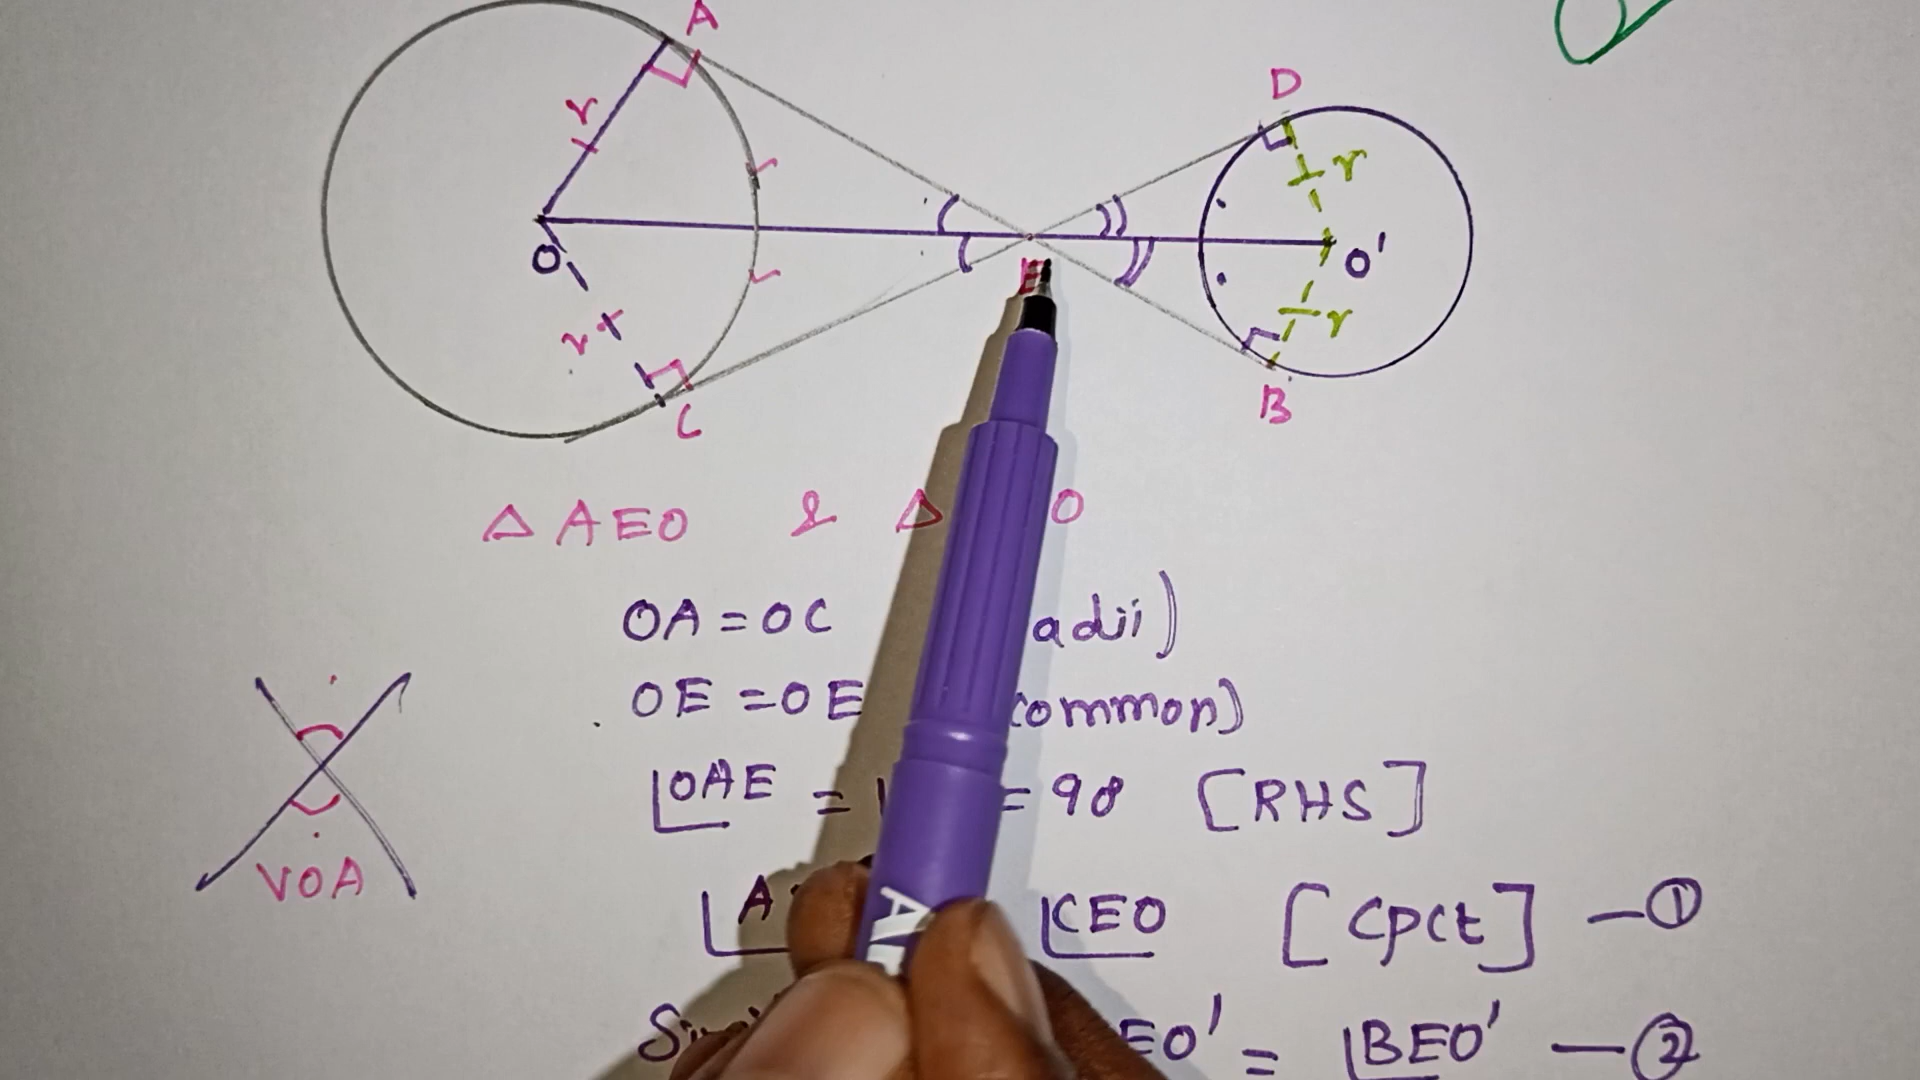 A
D
r
r
O
E
O'
r
r
C
B
Δ AEO & Δ O
OA = OC adii)
OE = OE common)
∠OAE = = 90 [RHS]
VOA
∠A ∠CEO [cpct] — ①
EO' = ∠BEO' — ②